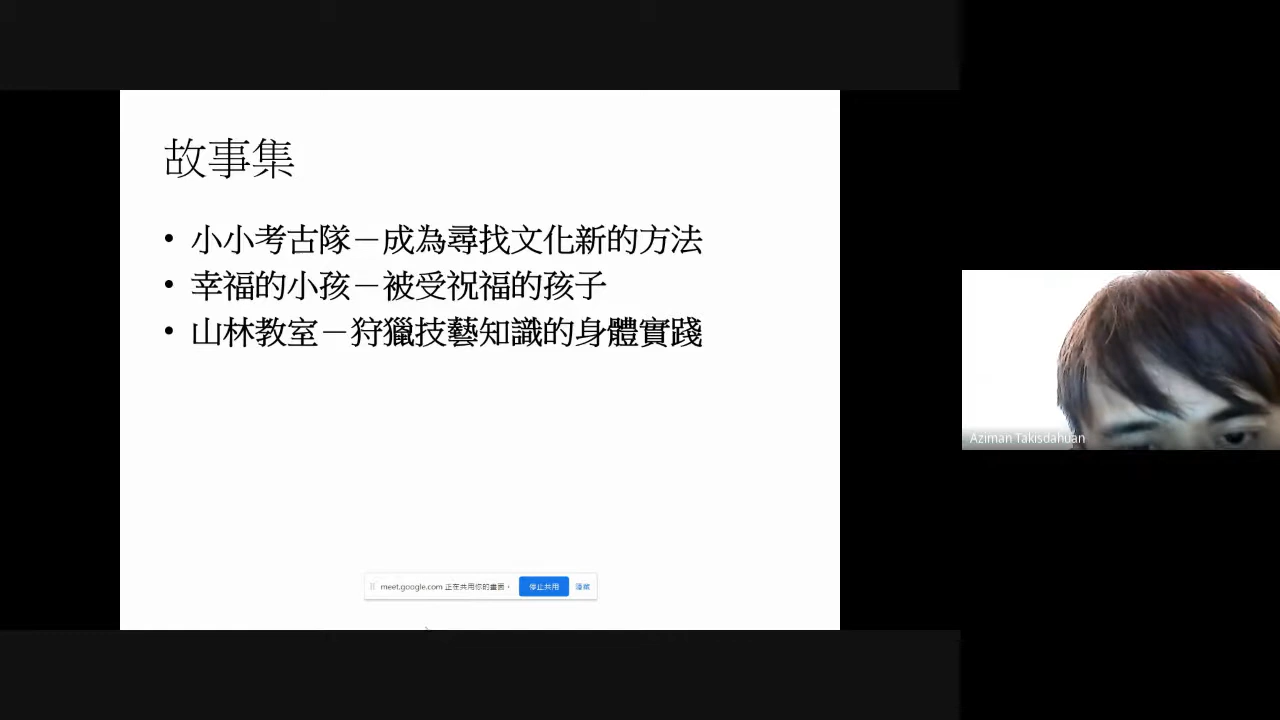 故事集
• 小小考古隊－成為尋找文化新的方法
• 幸福的小孩－被受祝福的孩子
• 山林教室－狩獵技藝知識的身體實踐
Aziman Takisdahuan
meet.google.com 正在共用你的畫面。 停止共用 隱藏